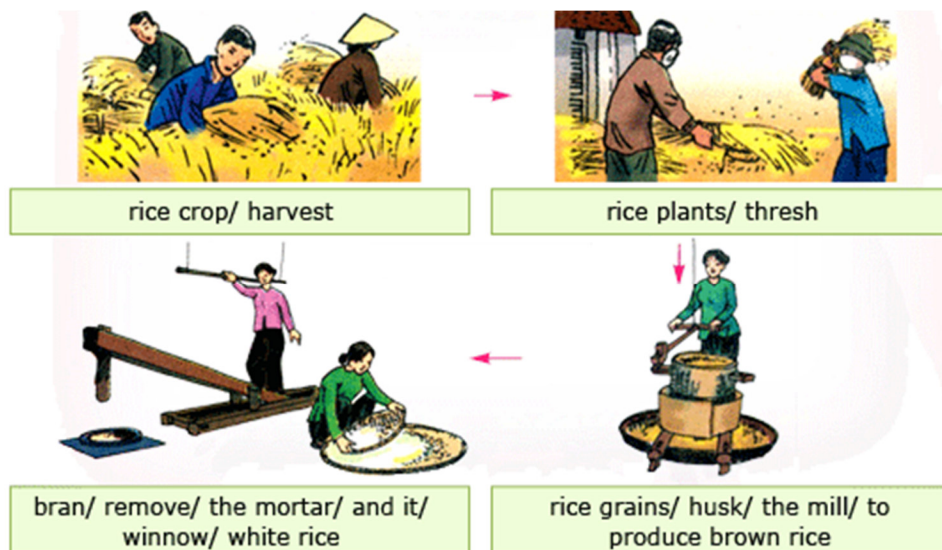 rice crop/ harvest
rice plants/ thresh
rice grains/ husk/ the mill/ to
produce brown rice
bran/ remove/ the mortar/ and it/
winnow/ white rice